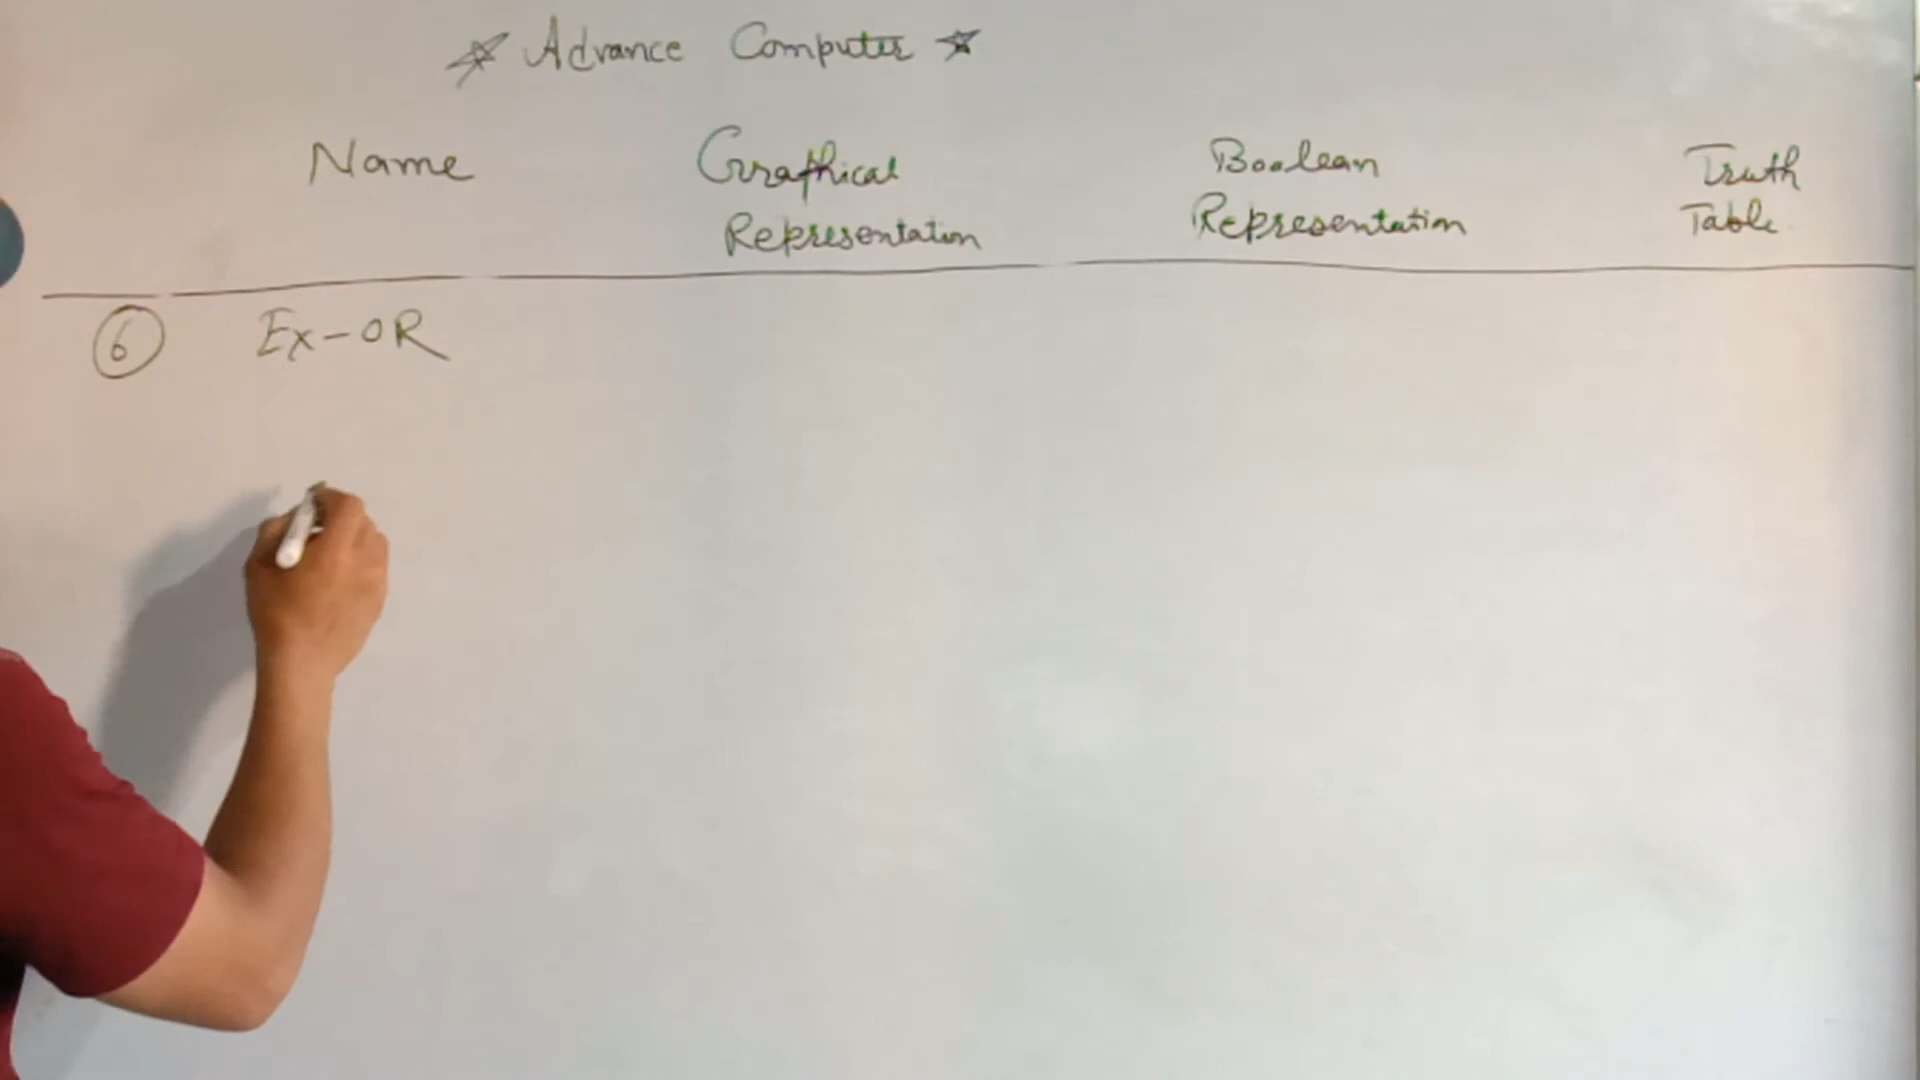 ☆ Advance Computer ☆
Name
Graphical
Representation
Boolean
Representation
Truth
Table
6 Ex-OR